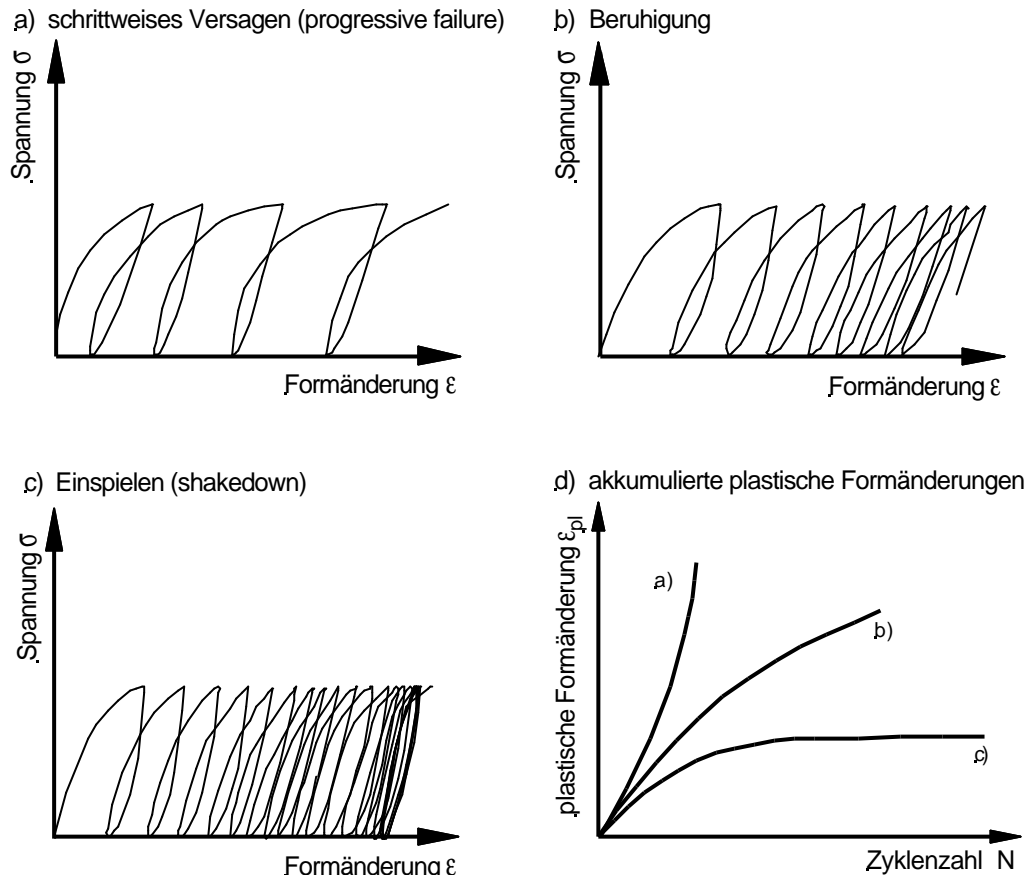 a) schrittweises Versagen (progressive failure)
Spannung σ
Formänderung ε
b) Beruhigung
Spannung σ
Formänderung ε
c) Einspielen (shakedown)
Spannung σ
Formänderung ε
d) akkumulierte plastische Formänderungen
plastische Formänderung εpl
a)
b)
c)
Zyklenzahl N